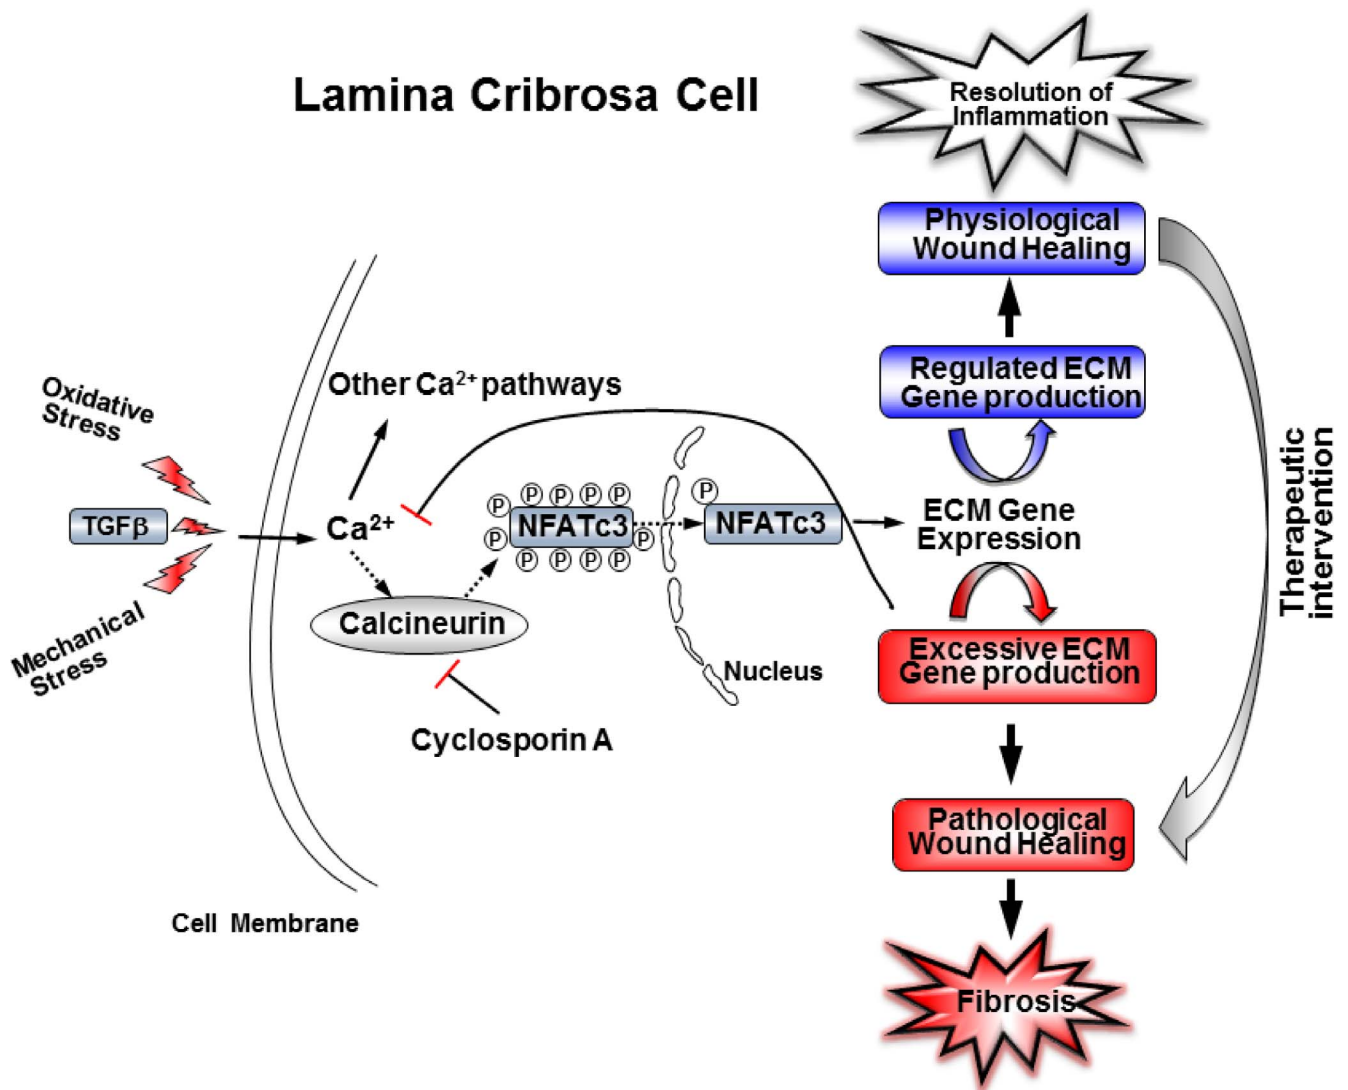 Lamina Cribrosa Cell
Resolution of
Inflammation
Physiological
Wound Healing
Regulated ECM
Gene production
Other Ca²⁺ pathways
Oxidative
Stress
TGFβ
Mechanical
Stress
Ca²⁺
Calcineurin
Cyclosporin A
P
P
P
P
P
P
NFATc3
P
P
P
P
P
P
NFATc3
Nucleus
ECM Gene
Expression
Excessive ECM
Gene production
Pathological
Wound Healing
Fibrosis
Therapeutic
intervention
Cell Membrane